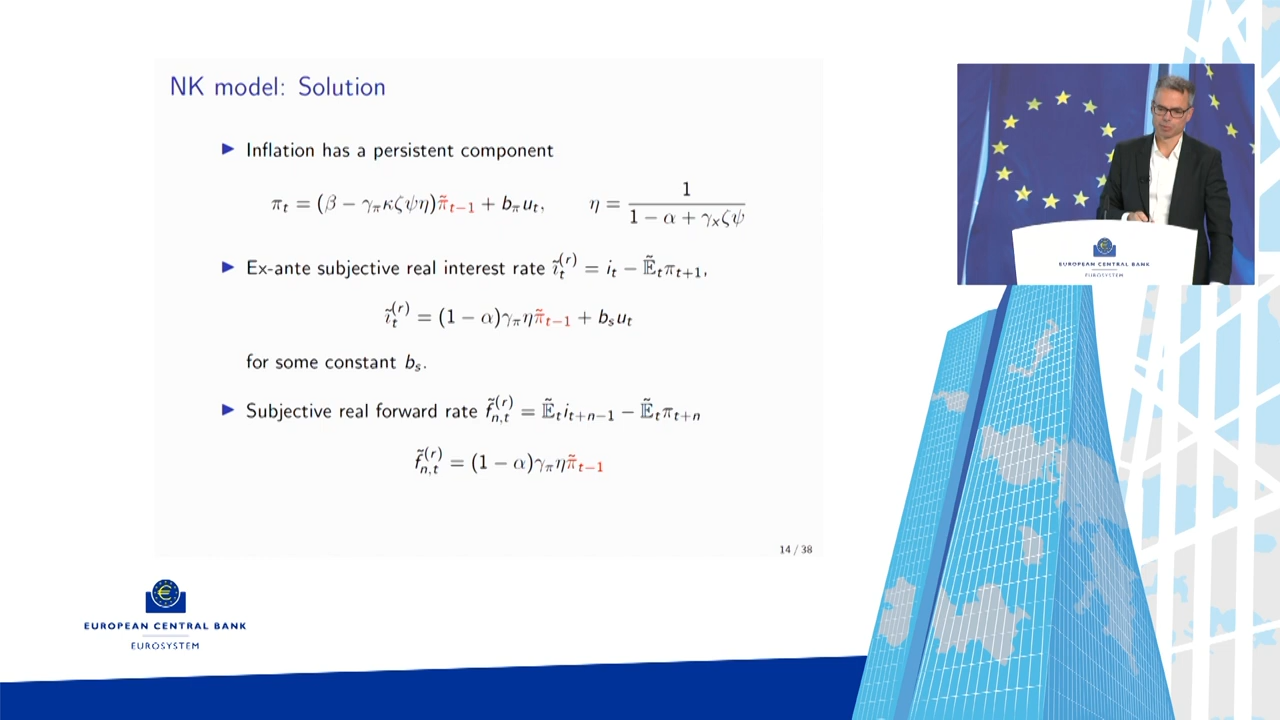 NK model: Solution
▶ Inflation has a persistent component
π_t = (β − γ_π κζψη)π̃_{t−1} + b_π u_t,   η = 1 / (1 − α + γ_x ζψ)
▶ Ex-ante subjective real interest rate ĩ_t^{(r)} = i_t − Ẽ_t π_{t+1},
ĩ_t^{(r)} = (1 − α)γ_π η π̃_{t−1} + b_s u_t
for some constant b_s.
▶ Subjective real forward rate f̃_{n,t}^{(r)} = Ẽ_t i_{t+n−1} − Ẽ_t π_{t+n}
f̃_{n,t}^{(r)} = (1 − α)γ_π η π̃_{t−1}
14 / 38
EUROPEAN CENTRAL BANK
EUROSYSTEM
EUROPEAN CENTRAL BANK
EUROSYSTEM